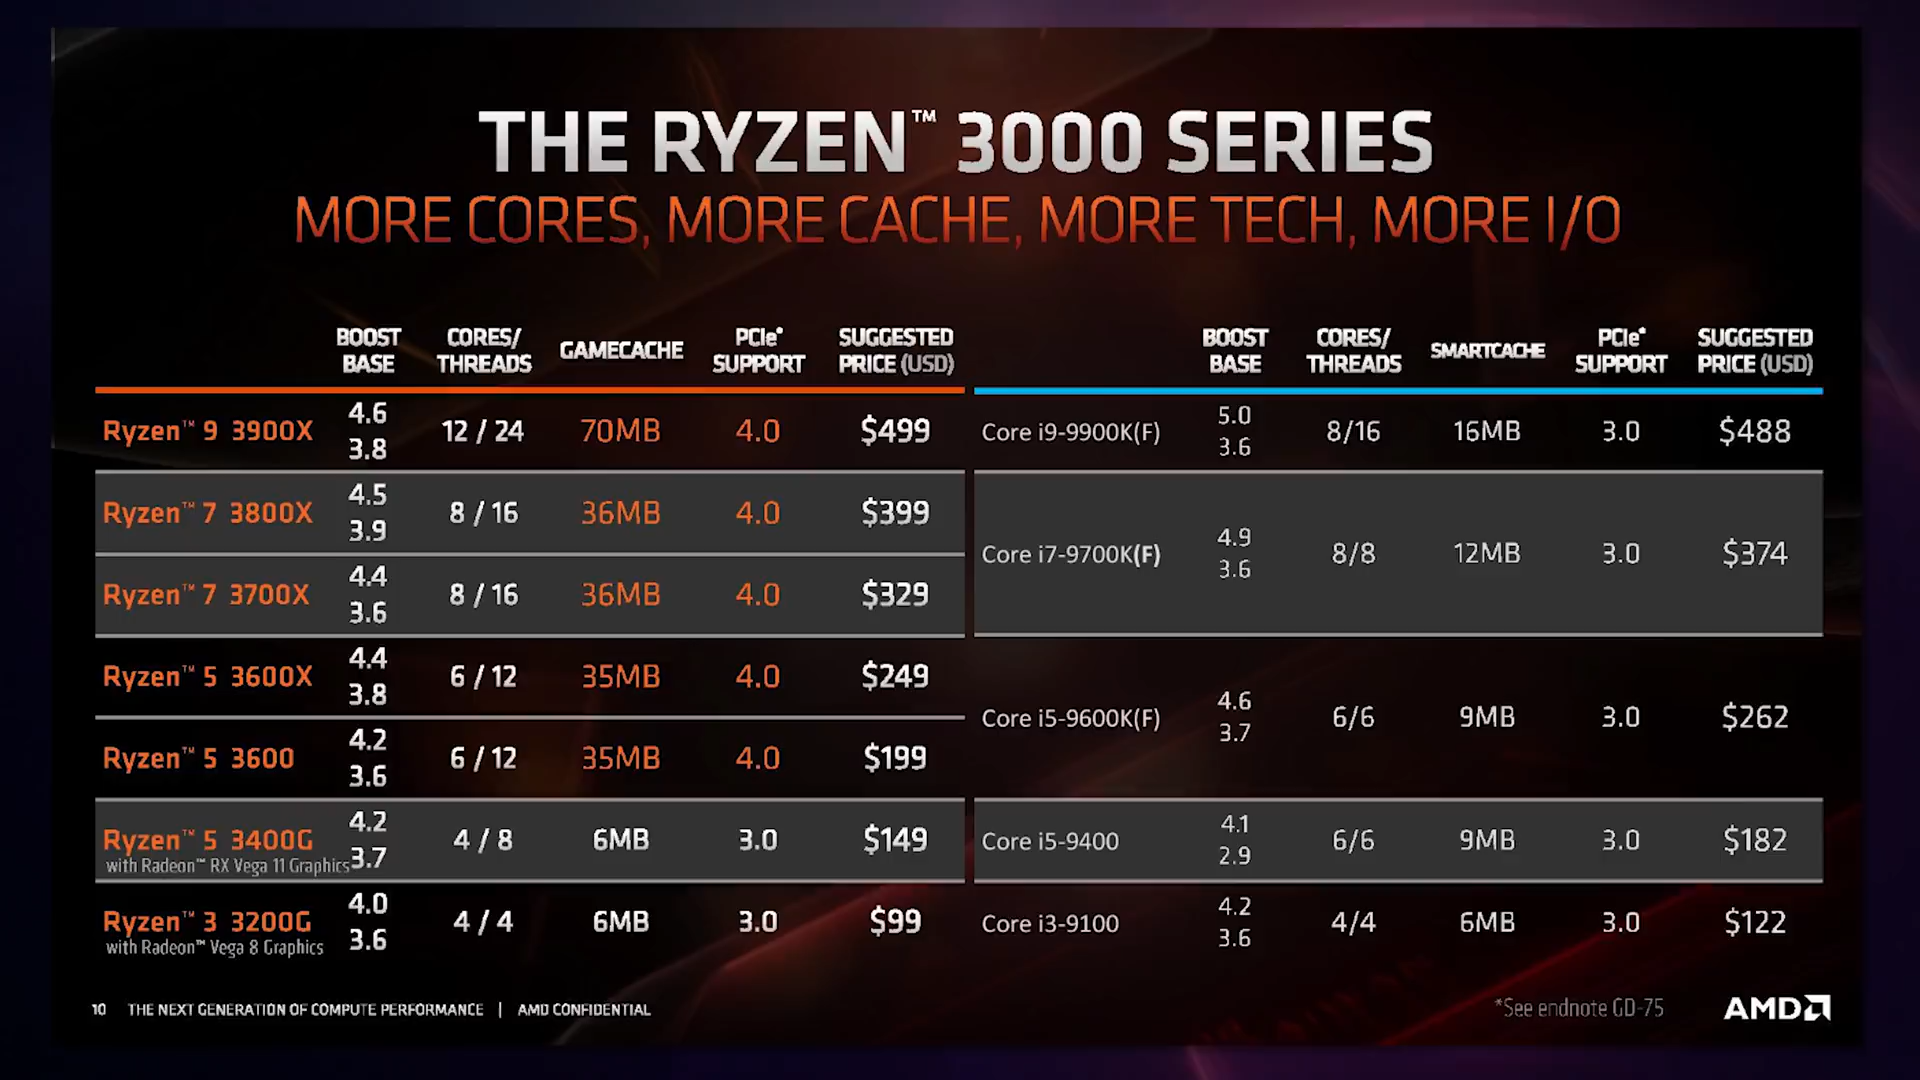 THE RYZEN™ 3000 SERIES
MORE CORES, MORE CACHE, MORE TECH, MORE I/O
BOOST BASE CORES/ THREADS GAMECACHE PCIe* SUPPORT SUGGESTED PRICE (USD)
Ryzen™ 9 3900X 4.6 3.8 12 / 24 70MB 4.0 $499
Ryzen™ 7 3800X 4.5 3.9 8 / 16 36MB 4.0 $399
Ryzen™ 7 3700X 4.4 3.6 8 / 16 36MB 4.0 $329
Ryzen™ 5 3600X 4.4 3.8 6 / 12 35MB 4.0 $249
Ryzen™ 5 3600 4.2 3.6 6 / 12 35MB 4.0 $199
Ryzen™ 5 3400G 4.2 3.7 4 / 8 6MB 3.0 $149
with Radeon™ RX Vega 11 Graphics
Ryzen™ 3 3200G 4.0 3.6 4 / 4 6MB 3.0 $99
with Radeon™ Vega 8 Graphics
BOOST BASE CORES/ THREADS SMARTCACHE PCIe* SUPPORT SUGGESTED PRICE (USD)
Core i9-9900K(F) 5.0 3.6 8/16 16MB 3.0 $488
Core i7-9700K(F) 4.9 3.6 8/8 12MB 3.0 $374
Core i5-9600K(F) 4.6 3.7 6/6 9MB 3.0 $262
Core i5-9400 4.1 2.9 6/6 9MB 3.0 $182
Core i3-9100 4.2 3.6 4/4 6MB 3.0 $122
10 THE NEXT GENERATION OF COMPUTE PERFORMANCE | AMD CONFIDENTIAL
*See endnote GD-75
AMD